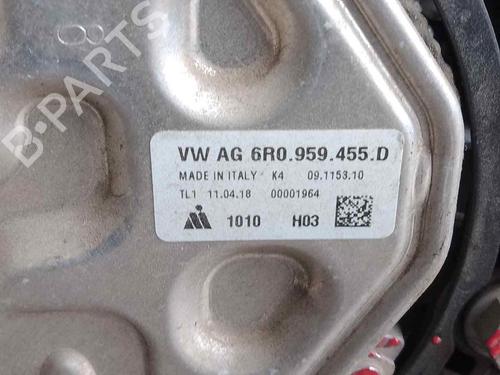 8
B-PARTS
VW AG 6R0.959.455.D
MADE IN ITALY K4 09.1153.10
TL1 11.04.18 00001964
1010 H03